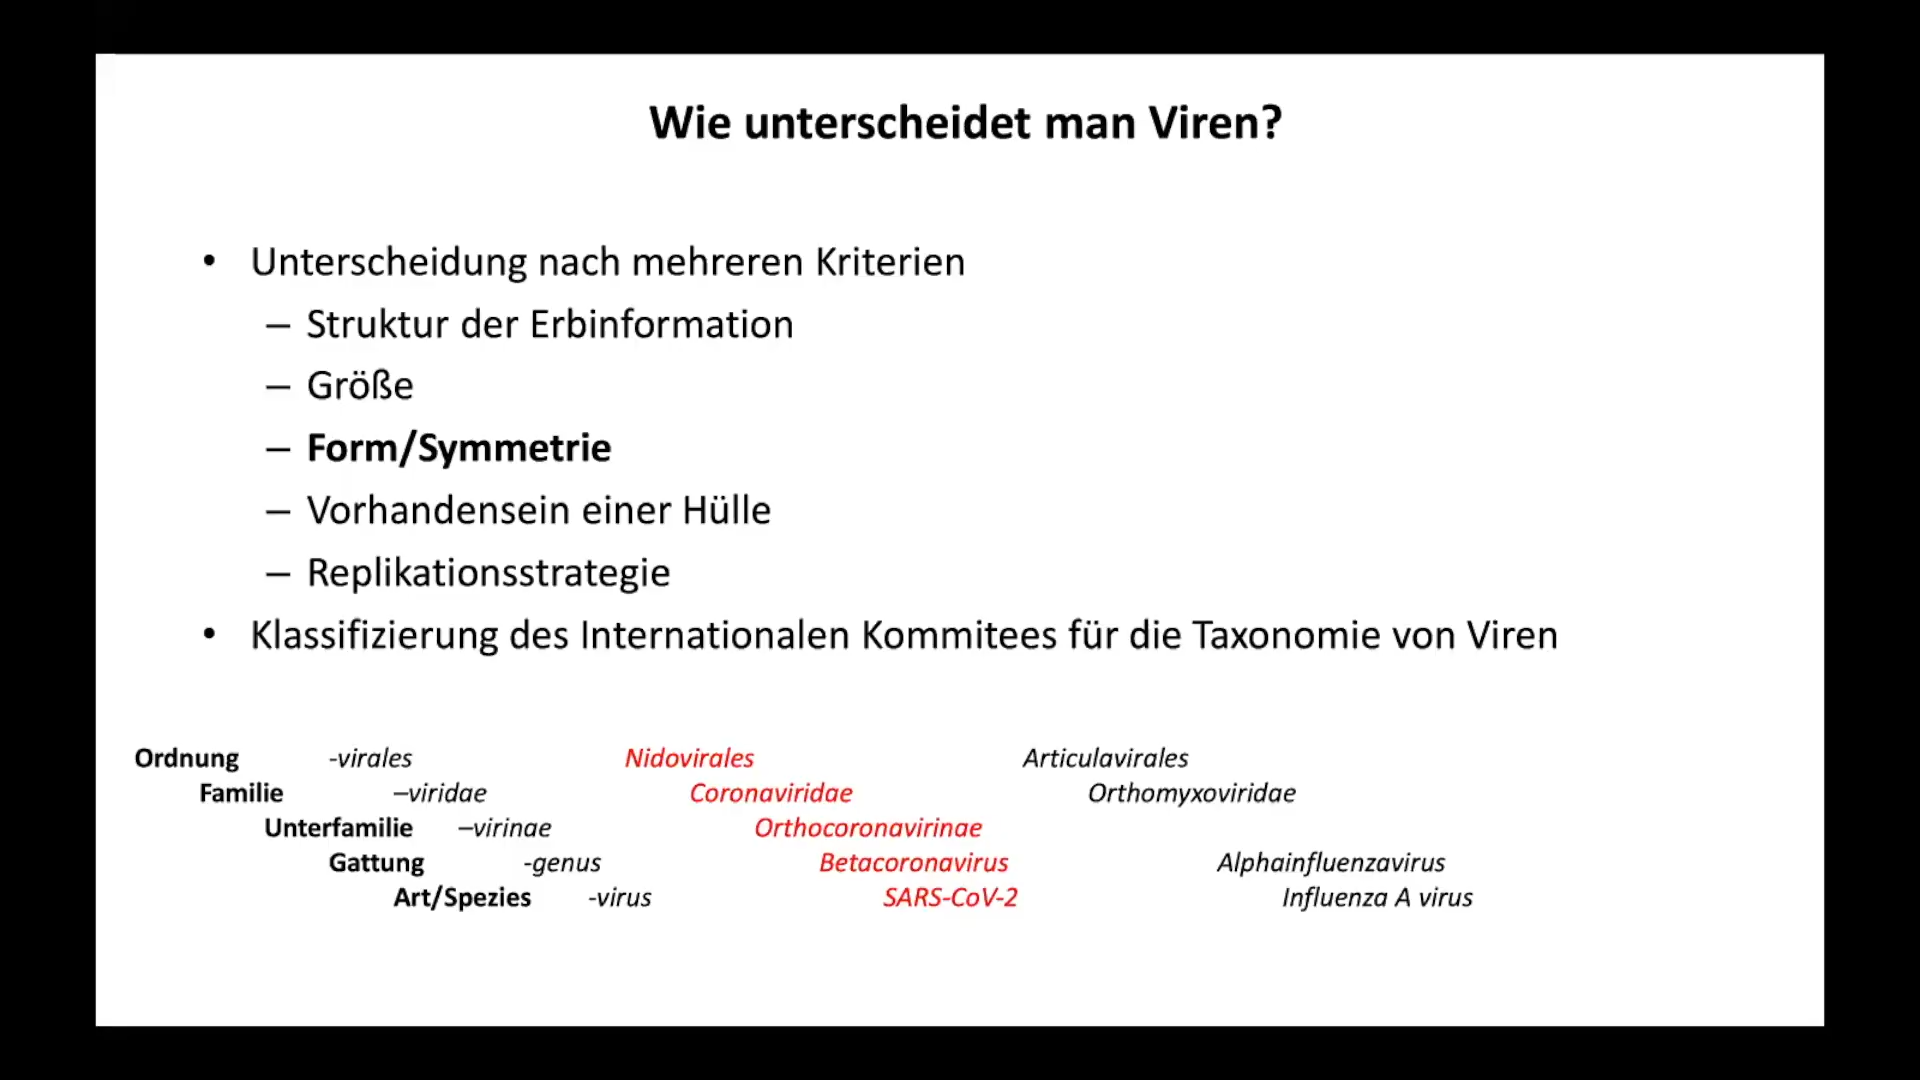 Wie unterscheidet man Viren?
• Unterscheidung nach mehreren Kriterien
– Struktur der Erbinformation
– Größe
– Form/Symmetrie
– Vorhandensein einer Hülle
– Replikationsstrategie
• Klassifizierung des Internationalen Kommitees für die Taxonomie von Viren
Ordnung -virales Nidovirales Articulavirales
Familie –viridae Coronaviridae Orthomyxoviridae
Unterfamilie –virinae Orthocoronavirinae
Gattung -genus Betacoronavirus Alphainfluenzavirus
Art/Spezies -virus SARS-CoV-2 Influenza A virus